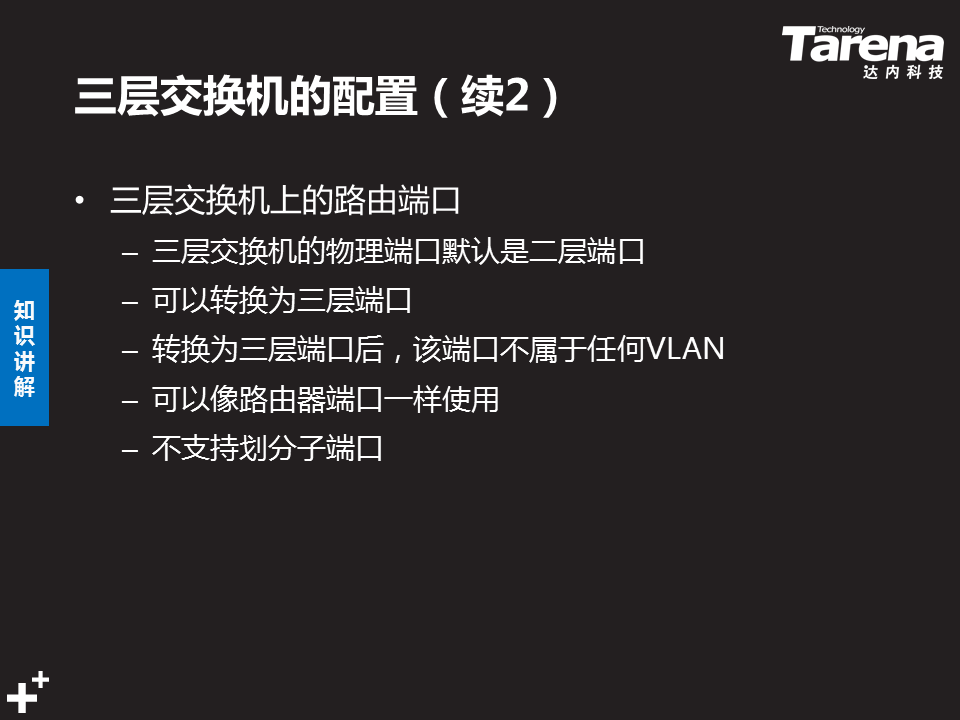 Technology
Tarena
达内科技
三层交换机的配置（续2）
• 三层交换机上的路由端口
– 三层交换机的物理端口默认是二层端口
– 可以转换为三层端口
– 转换为三层端口后，该端口不属于任何VLAN
– 可以像路由器端口一样使用
– 不支持划分子端口
知识讲解